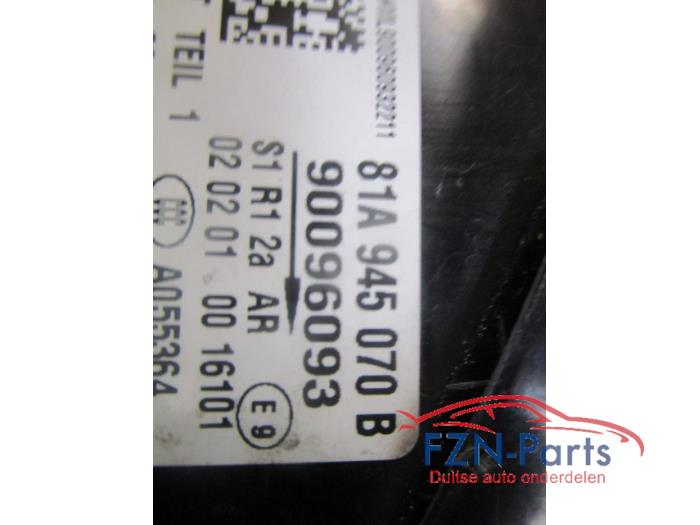 HNL9009609322211
81A 945 070 B
90096093
S1 R1 2a AR
02 02 01 00 16101
E9
TEIL 1
A055364
FZN-Parts
Duitse auto onderdelen